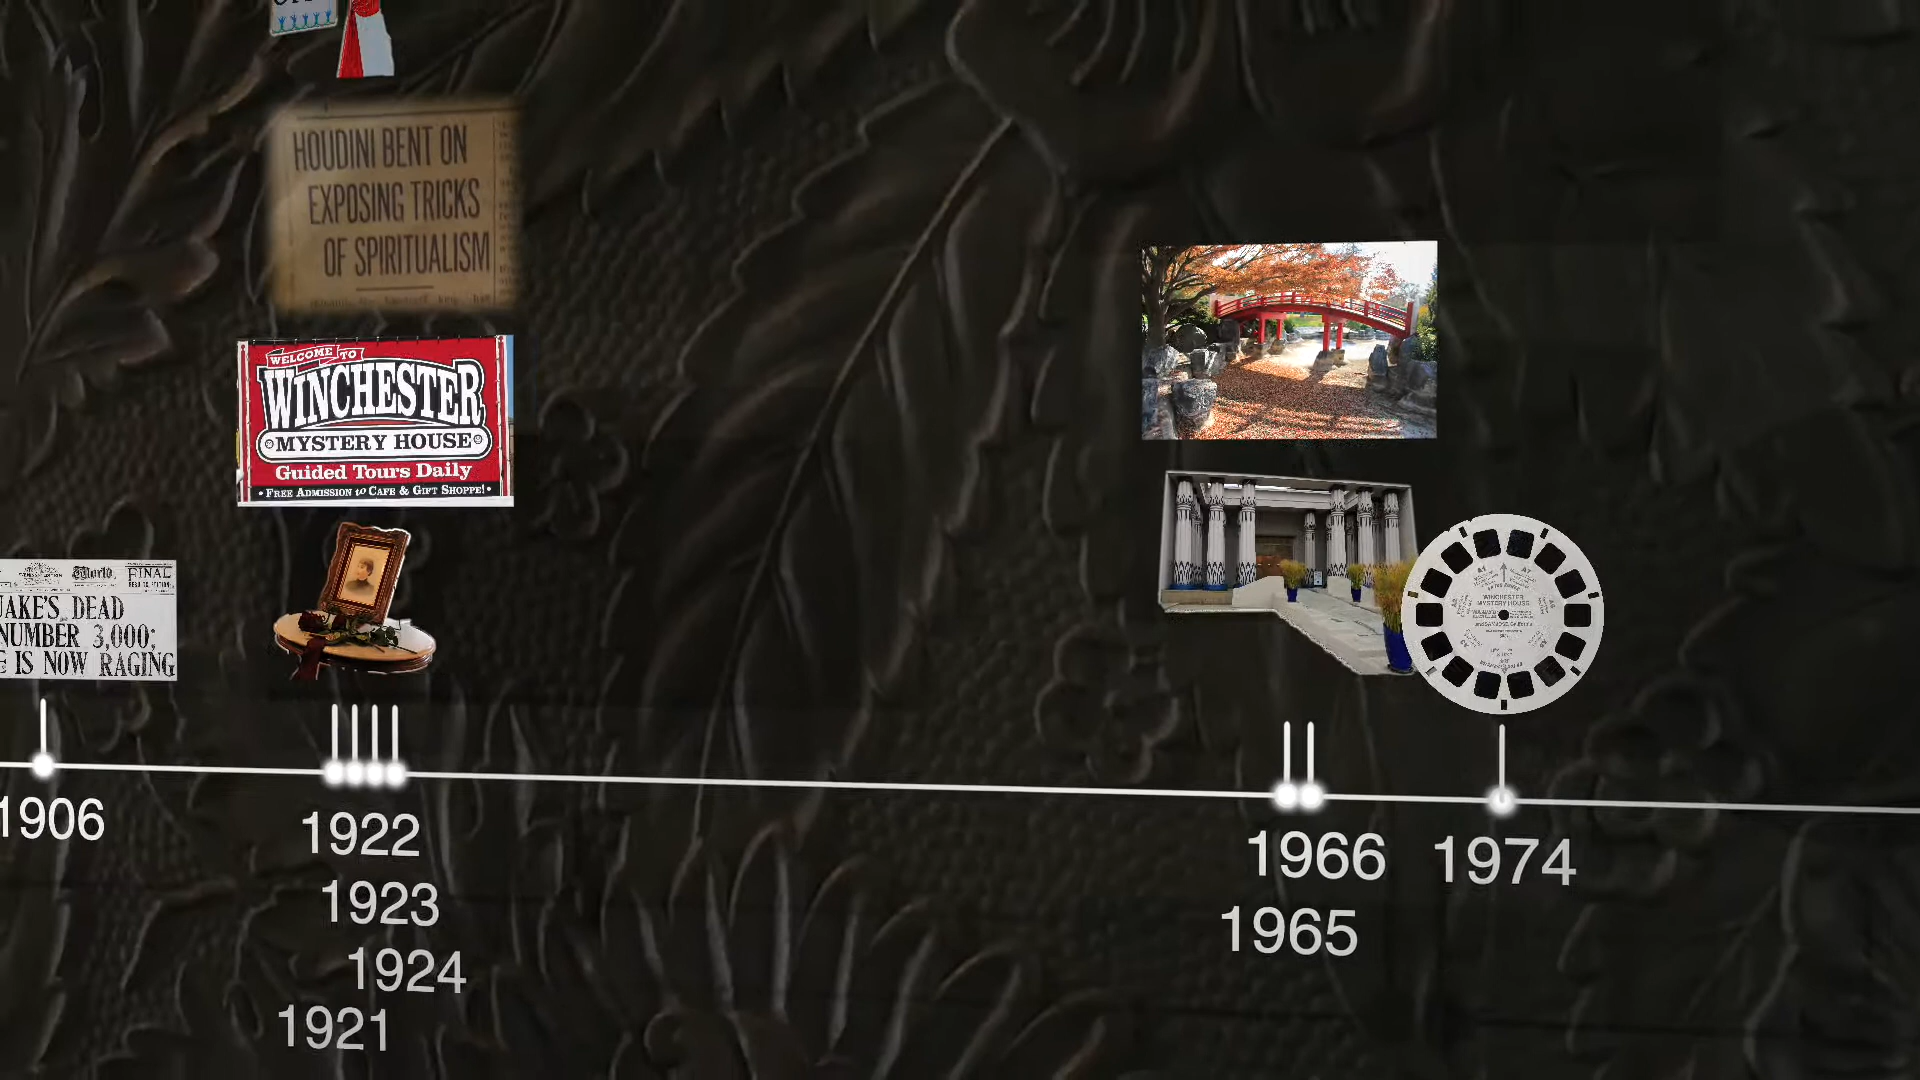 HOUDINI BENT ON
EXPOSING TRICKS
OF SPIRITUALISM
WELCOME TO
WINCHESTER
MYSTERY HOUSE
Guided Tours Daily
• FREE ADMISSION to CAFE & GIFT SHOPPE! •
World
FINAL
DEAD
NUMBER 3,000;
IS NOW RAGING
WINCHESTER
MYSTERY HOUSE
1906
1922
1923
1924
1921
1966
1974
1965